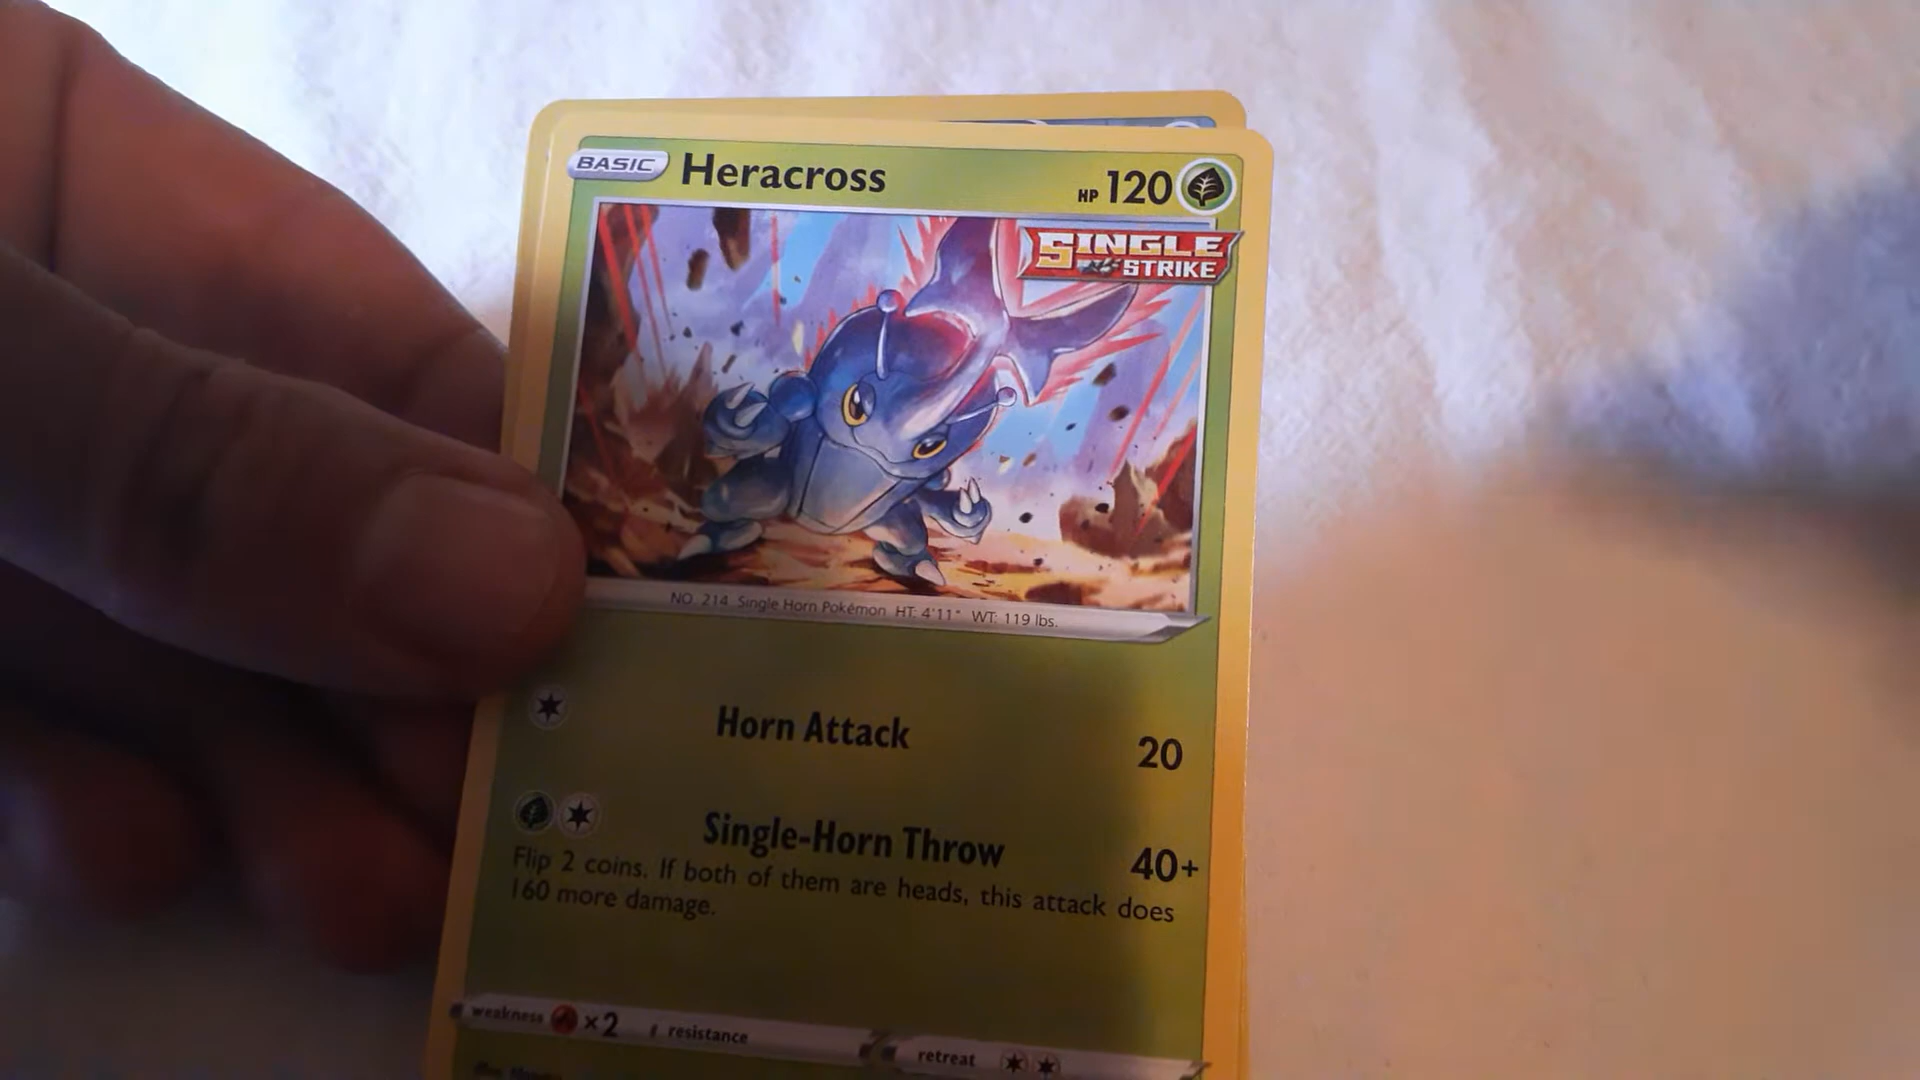 BASIC Heracross HP 120
SINGLE
STRIKE
NO. 214 Single Horn Pokémon HT: 4'11" WT: 119 lbs.
Horn Attack 20
Single-Horn Throw 40+
Flip 2 coins. If both of them are heads, this attack does
160 more damage.
weakness ×2 resistance retreat